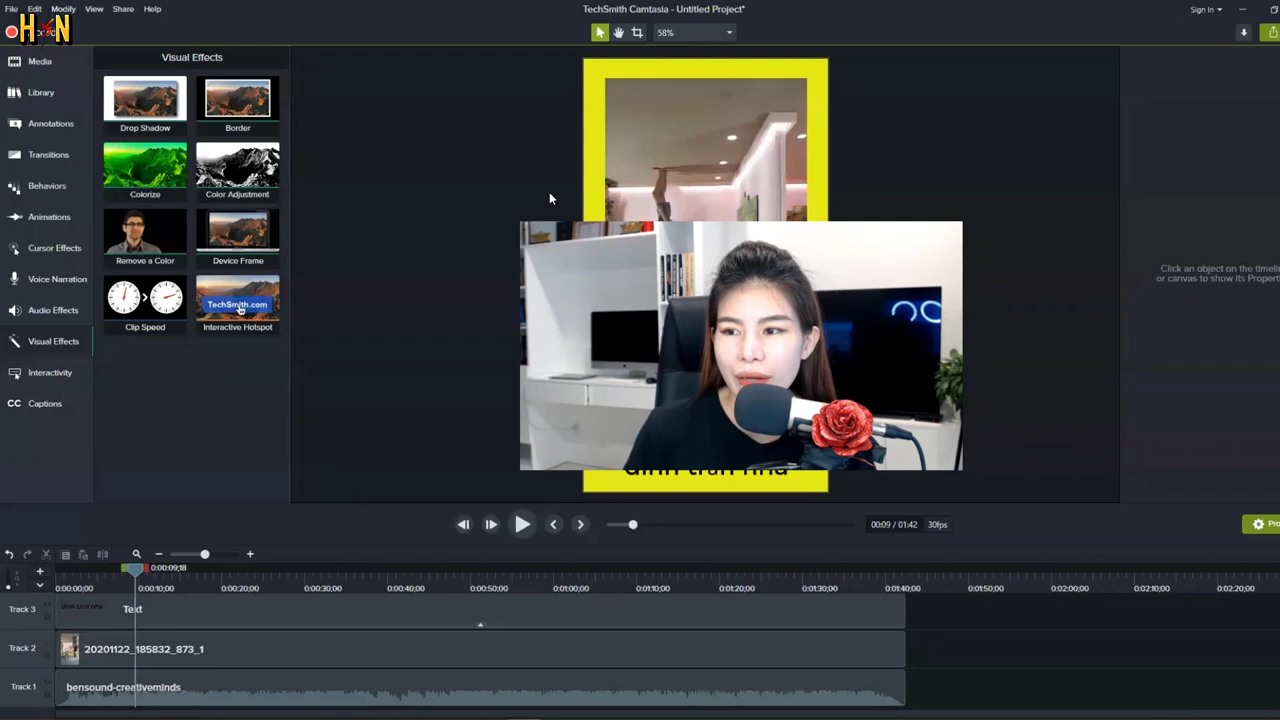 TechSmith Camtasia - Untitled Project*
File Edit Modify View Share Help
Sign In
HN
58%
Media
Library
Annotations
Transitions
Behaviors
Animations
Cursor Effects
Voice Narration
Audio Effects
Visual Effects
Interactivity
CC Captions
Visual Effects
Drop Shadow
Border
Colorize
Color Adjustment
Remove a Color
Device Frame
TechSmith.com
Clip Speed
Interactive Hotspot
Click an object on the timeli
or canvas to show its Propert
00:09 / 01:42 30fps
Pro
0:00:09;18
0:00:00;00 0:00:10;00 0:00:20;00 0:00:30;00 0:00:40;00 0:00:50;00 0:01:00;00 0:01:10;00 0:01:20;00 0:01:30;00 0:01:40;00 0:01:50;00 0:02:00;00 0:02:10;00 0:02:20;00
Track 3 Text
Track 2 20201122_185832_873_1
Track 1 bensound-creativeminds